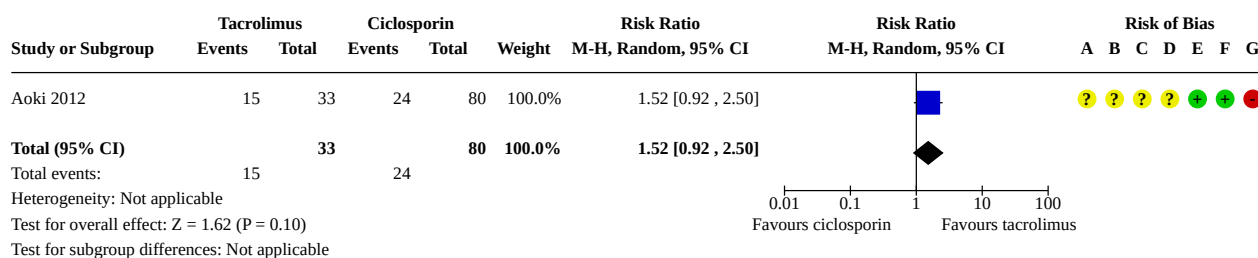 Tacrolimus Ciclosporin Risk Ratio Risk Ratio Risk of Bias
Study or Subgroup Events Total Events Total Weight M-H, Random, 95% CI M-H, Random, 95% CI A B C D E F G
Aoki 2012 15 33 24 80 100.0% 1.52 [0.92 , 2.50] ? ? ? ? + + -
Total (95% CI) 33 80 100.0% 1.52 [0.92 , 2.50]
Total events: 15 24
Heterogeneity: Not applicable 0.01 0.1 1 10 100
Test for overall effect: Z = 1.62 (P = 0.10) Favours ciclosporin Favours tacrolimus
Test for subgroup differences: Not applicable